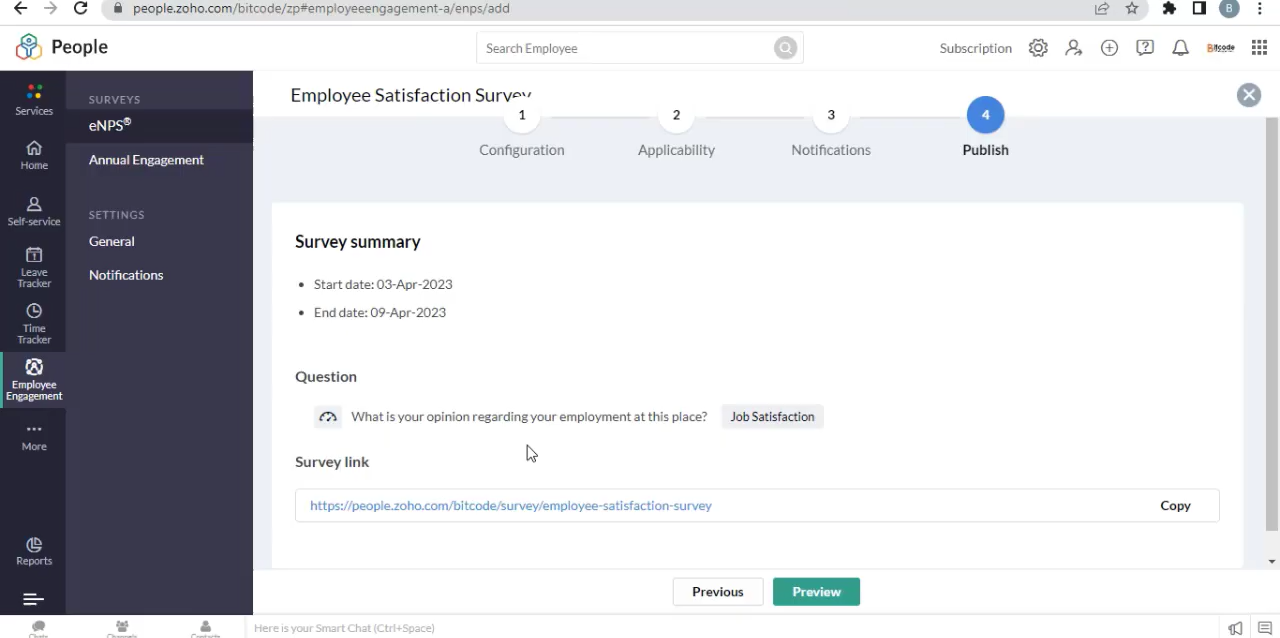 people.zoho.com/bitcode/zp#employeeengagement-a/enps/add
B
People
Search Employee
Subscription
Bitcode
Services
Home
Self-service
Leave
Tracker
Time
Tracker
Employee
Engagement
More
Reports
SURVEYS
eNPS®
Annual Engagement
SETTINGS
General
Notifications
Employee Satisfaction Survey
1
2
3
4
Configuration
Applicability
Notifications
Publish
Survey summary
• Start date: 03-Apr-2023
• End date: 09-Apr-2023
Question
What is your opinion regarding your employment at this place?
Job Satisfaction
Survey link
https://people.zoho.com/bitcode/survey/employee-satisfaction-survey
Copy
Previous
Preview
Chats
Channels
Contacts
Here is your Smart Chat (Ctrl+Space)